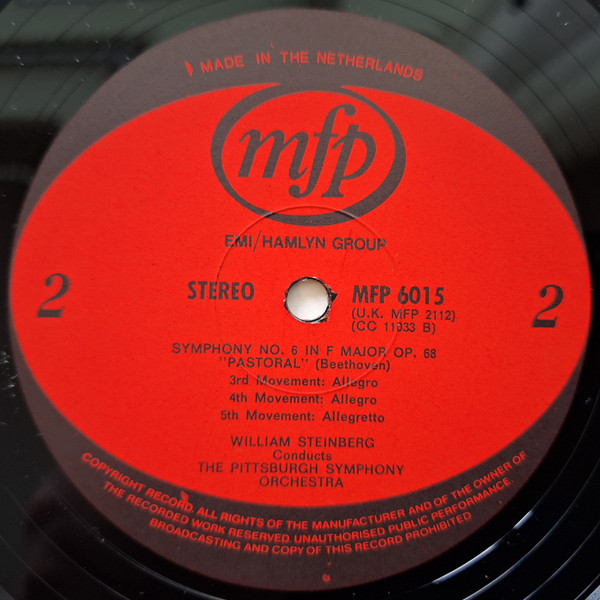 MADE IN THE NETHERLANDS
mfp
EMI/HAMLYN GROUP
2
STEREO
MFP 6015
2
(U.K. MFP 2112)
(CC 11933 B)
SYMPHONY NO. 6 IN F MAJOR OP. 68
"PASTORAL" (Beethoven)
3rd Movement: Allegro
4th Movement: Allegro
5th Movement: Allegretto
WILLIAM STEINBERG
Conducts
THE PITTSBURGH SYMPHONY
ORCHESTRA
COPYRIGHT RECORD. ALL RIGHTS OF THE MANUFACTURER AND OF THE OWNER OF
THE RECORDED WORK RESERVED. UNAUTHORISED PUBLIC PERFORMANCE.
BROADCASTING AND COPY OF THIS RECORD PROHIBITED